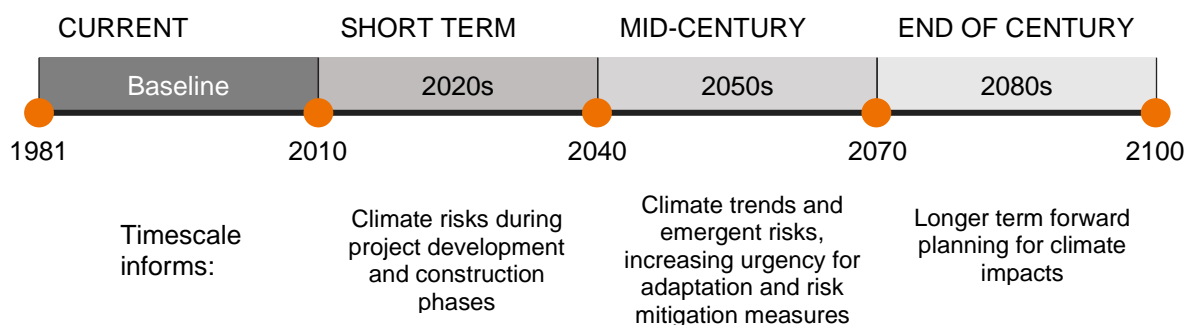 CURRENT SHORT TERM MID-CENTURY END OF CENTURY
Baseline 2020s 2050s 2080s
1981 2010 2040 2070 2100
Timescale
informs:
Climate risks during
project development
and construction
phases
Climate trends and
emergent risks,
increasing urgency for
adaptation and risk
mitigation measures
Longer term forward
planning for climate
impacts